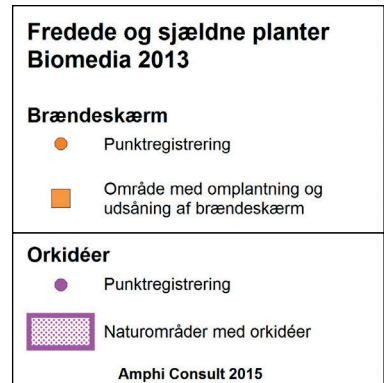 Fredede og sjældne planter
Biomedia 2013
Brændeskærm
Punktregistrering
Område med omplantning og
udsåning af brændeskærm
Orkidéer
Punktregistrering
Naturområder med orkidéer
Amphi Consult 2015